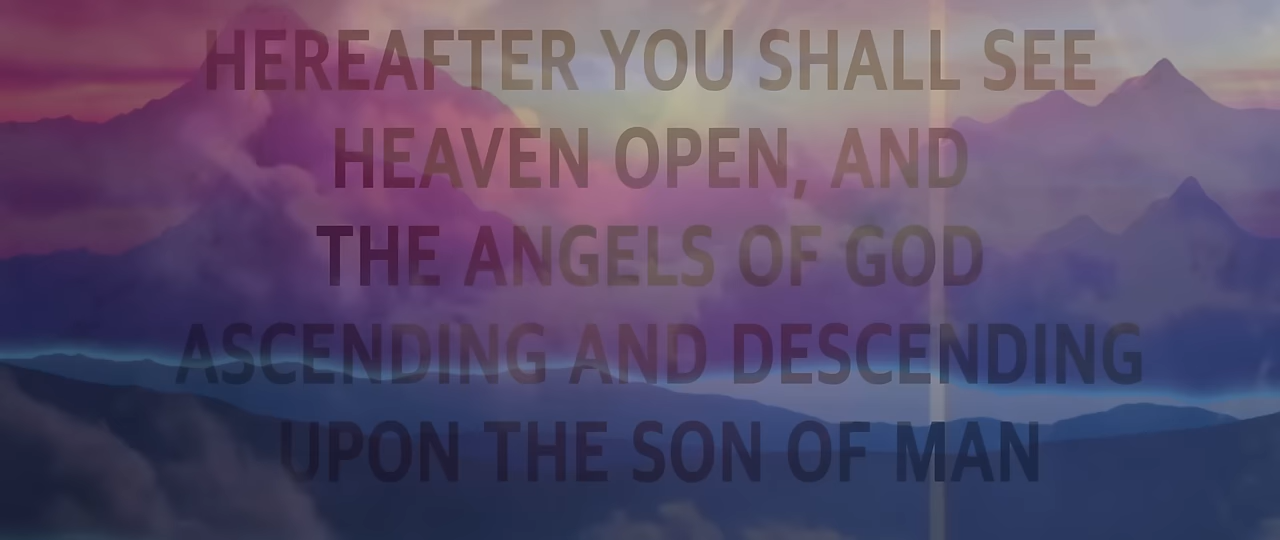 HEREAFTER YOU SHALL SEE
HEAVEN OPEN, AND
THE ANGELS OF GOD
ASCENDING AND DESCENDING
UPON THE SON OF MAN